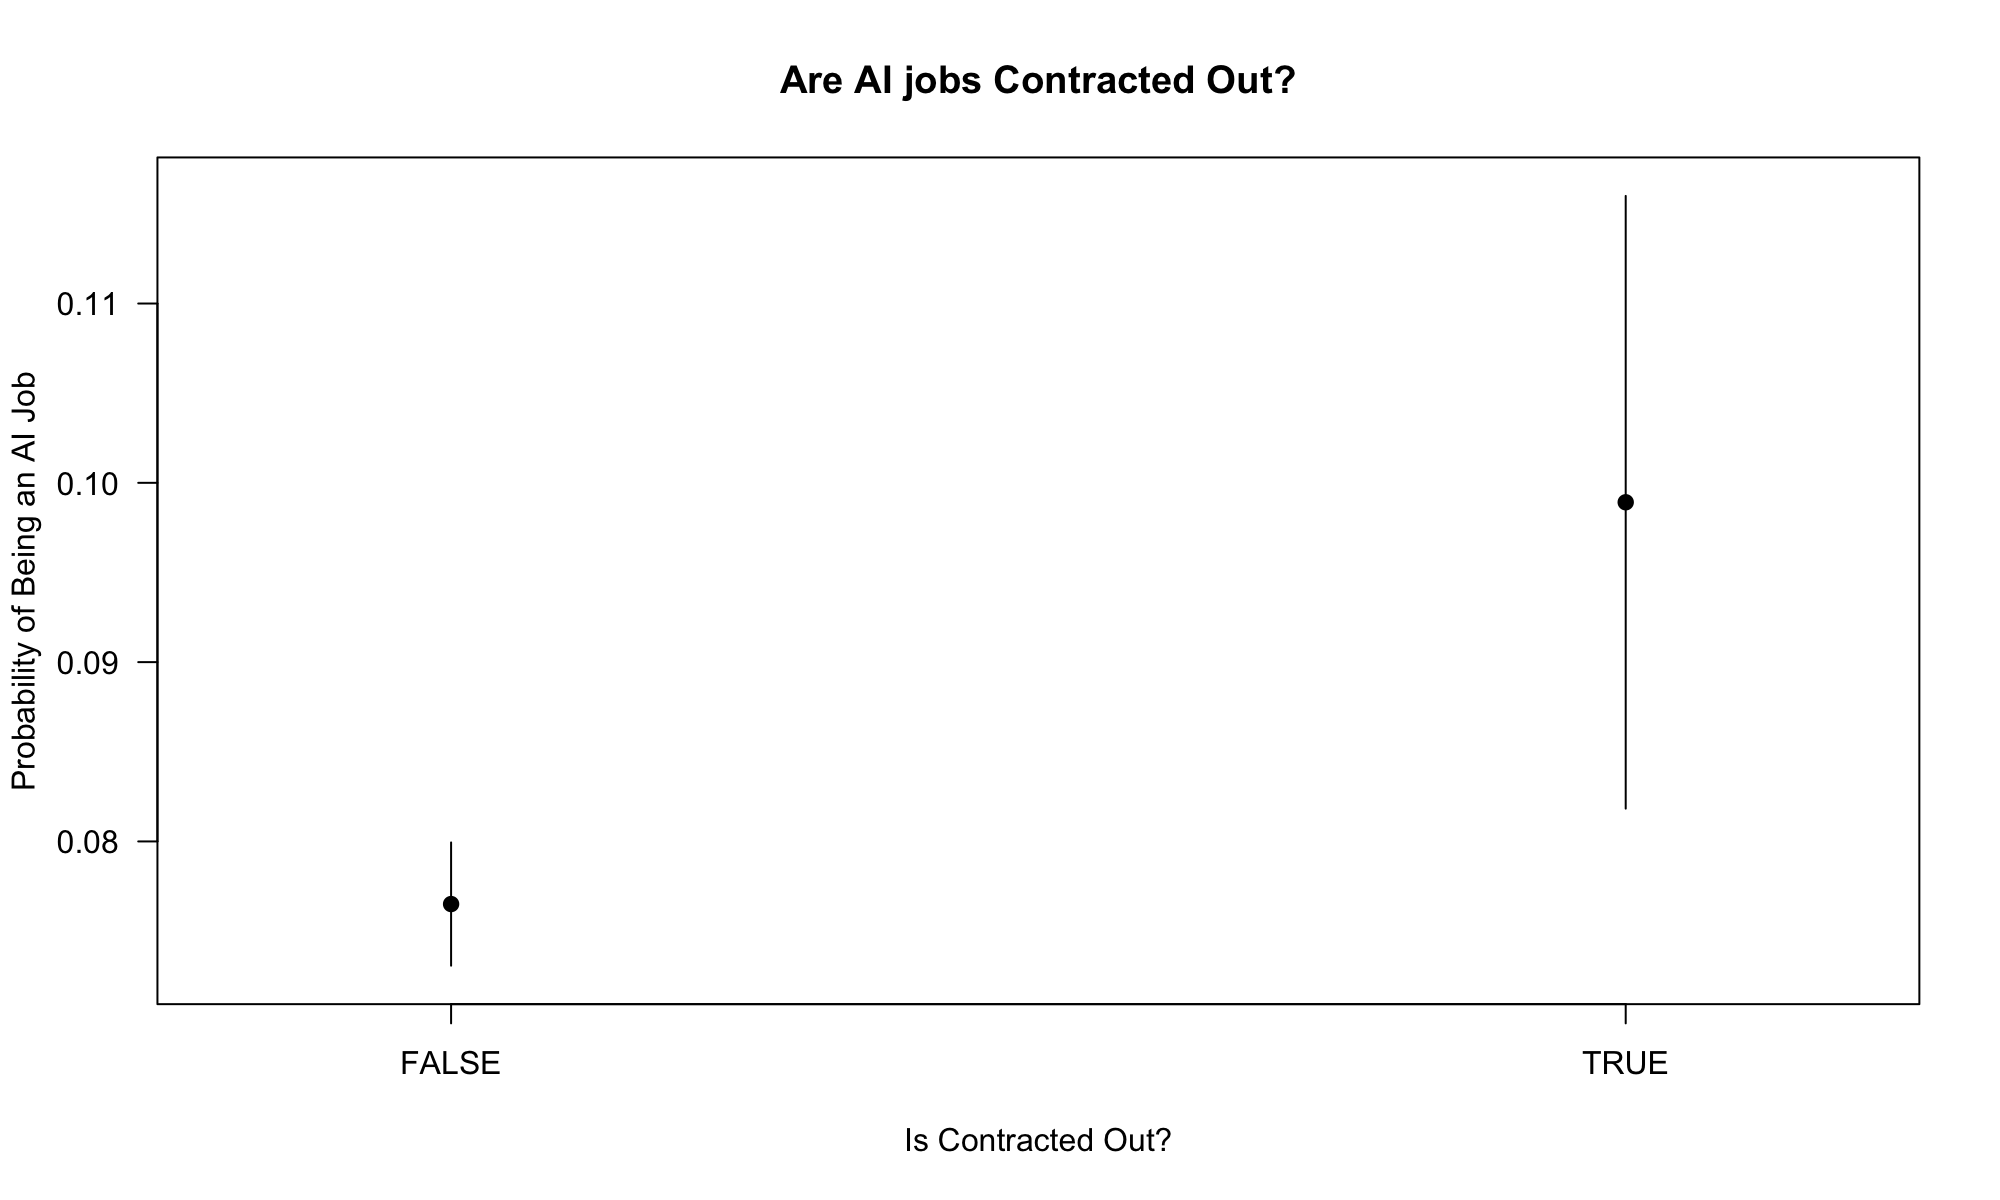 Are AI jobs Contracted Out?
Probability of Being an AI Job
0.11
0.10
0.09
0.08
FALSE
TRUE
Is Contracted Out?